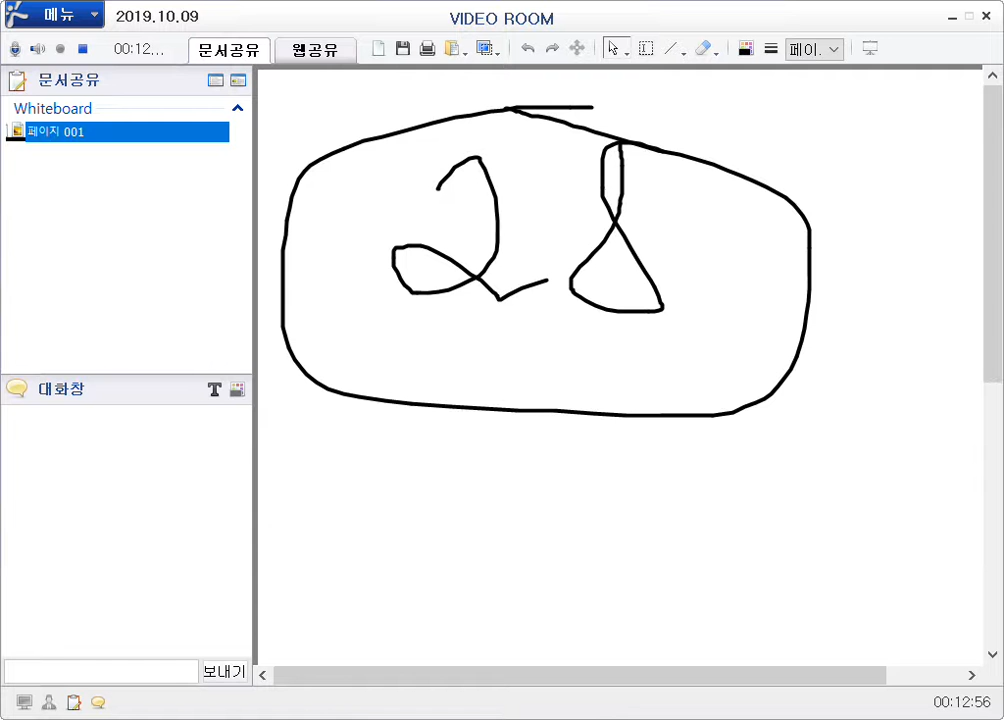 메뉴 2019.10.09 VIDEO ROOM
00:12... 문서공유 웹공유 페이.
문서공유
Whiteboard
페이지 001
28
대화창 T
보내기
00:12:56